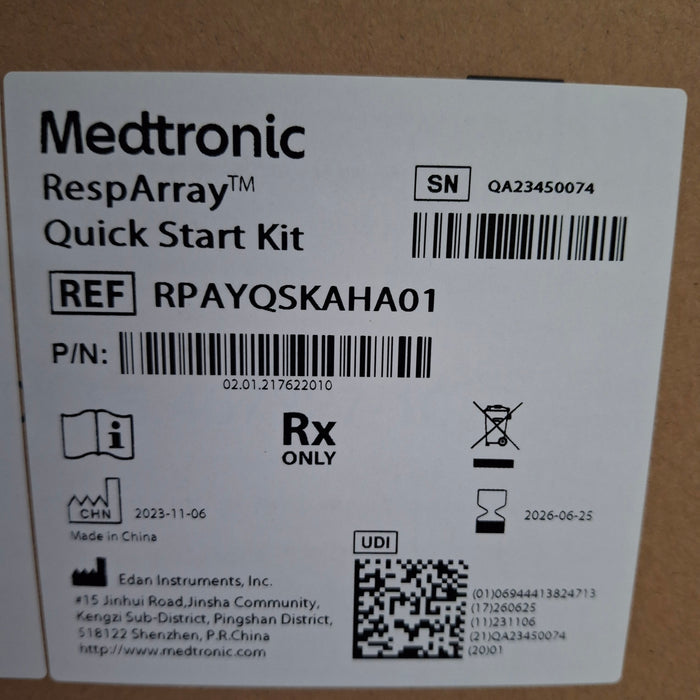 Medtronic
RespArray™
Quick Start Kit
SN QA23450074
REF RPAYQSKAHA01
P/N:
02.01.217622010
i
Rx
ONLY
CHN 2023-11-06
Made in China
2026-06-25
UDI
Edan Instruments, Inc.
#15 Jinhui Road,Jinsha Community,
Kengzi Sub-District, Pingshan District,
518122 Shenzhen, P.R.China
http://www.medtronic.com
(01)06944413824713
(17)260625
(11)231106
(21)QA23450074
(20)01